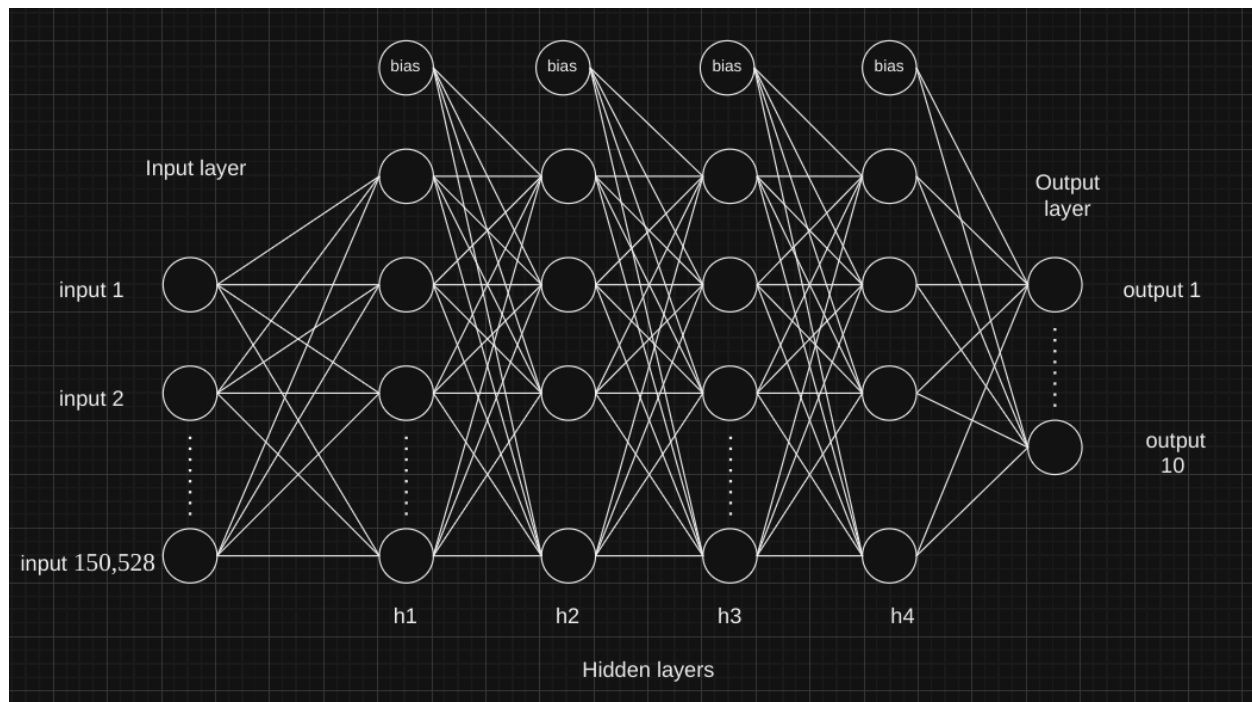 bias
bias
bias
bias
Input layer
Output
layer
input 1
output 1
input 2
output
10
input 150,528
h1
h2
h3
h4
Hidden layers